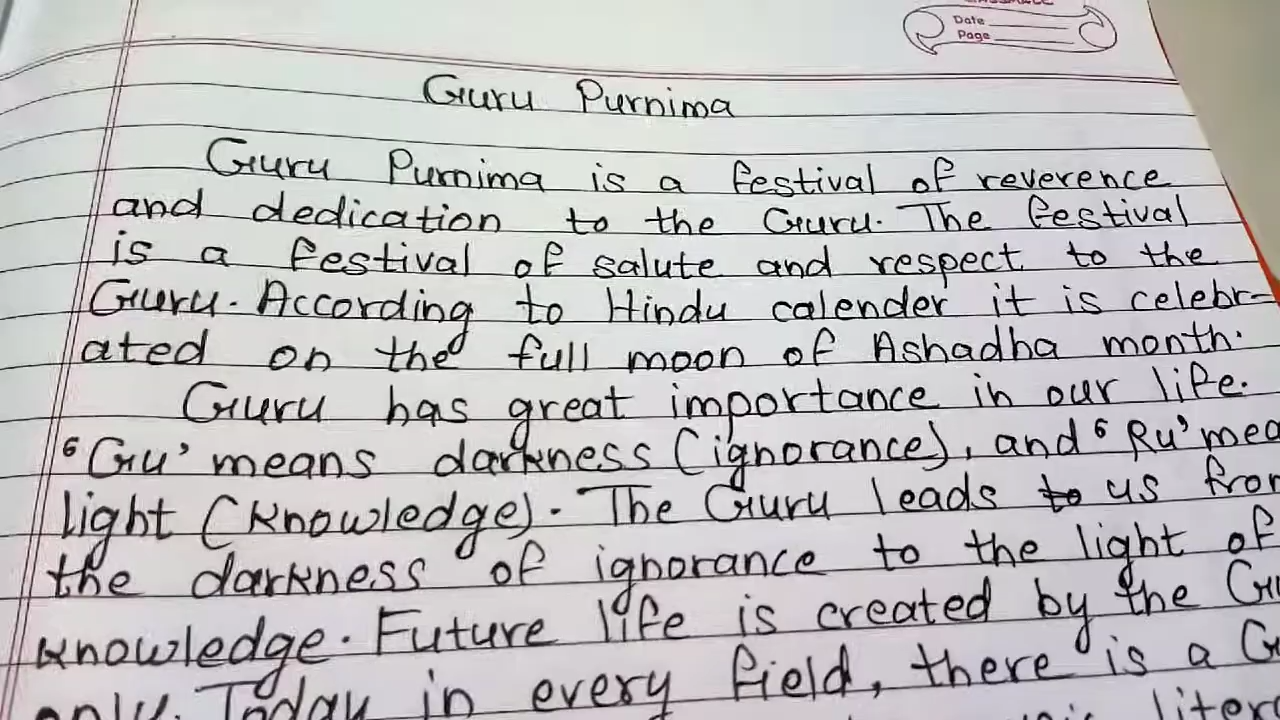 Date
Page
Guru Purnima
Guru Purnima is a festival of reverence
and dedication to the Guru. The festival
is a festival of salute and respect to the
Guru. According to Hindu calender it is celebr-
ated on the full moon of Ashadha month.
Guru has great importance in our life.
'Gu' means darkness (ignorance), and 'Ru' mea
light (knowledge). The Guru leads to us from
the darkness of ignorance to the light of
knowledge. Future life is created by the Gu
only. Today in every field, there is a G